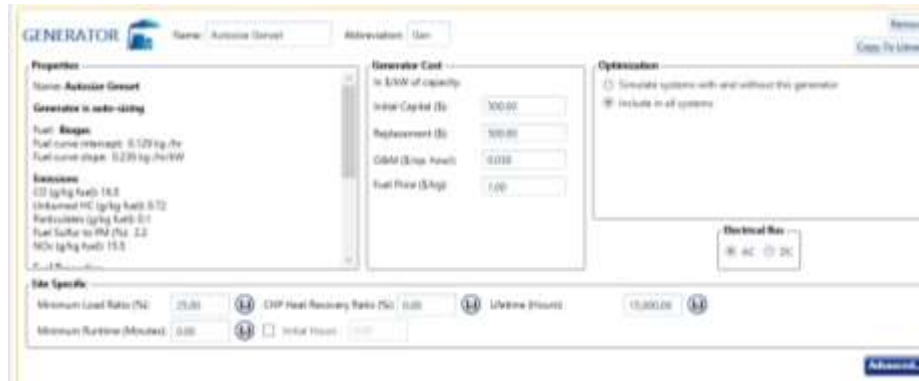 GENERATOR Name: Autosize Genset Abbreviation: Gen
Remove
Copy To Library
Properties
Name: Autosize Genset
Generator is auto-sizing
Fuel: Biogas
Fuel curve intercept: 0.129 kg/hr
Fuel curve slope: 0.236 kg/hr/kW
Emissions
CO (g/kg fuel): 16.5
Unburned HC (g/kg fuel): 0.72
Particulates (g/kg fuel): 0.1
Fuel Sulfur to PM (%): 2.2
NOx (g/kg fuel): 15.5
Generator Cost
In $/kW of capacity
Initial Capital ($): 500.00
Replacement ($): 500.00
O&M ($/op. hour): 0.030
Fuel Price ($/kg): 1.00
Optimization
Simulate systems with and without this generator
Include in all systems
Electrical Bus
AC DC
Site Specific
Minimum Load Ratio (%): 25.00 CHP Heat Recovery Ratio (%): 0.00 Lifetime (Hours): 15,000.00
Minimum Runtime (Minutes): 0.00 Initial Hours:
Advanced